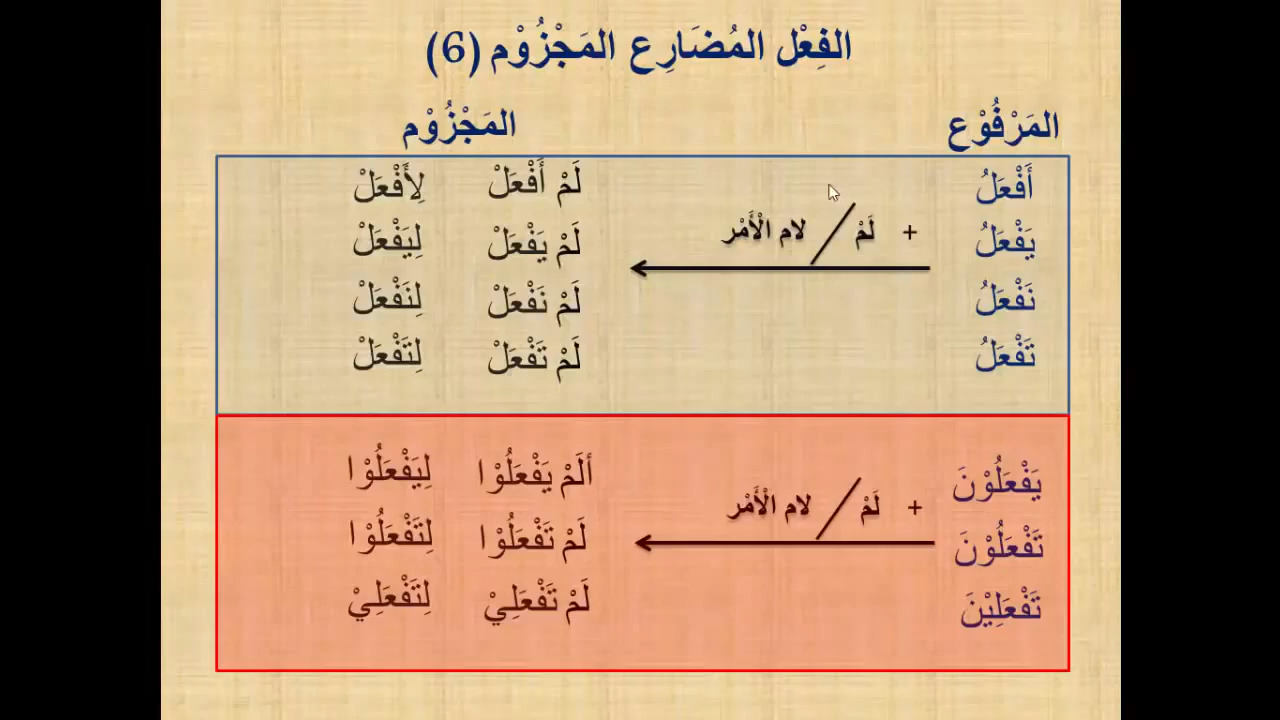 الفِعْل المُضَارِع المَجْزُوْم (6)
المَرْفُوْع المَجْزُوْم
أَفْعَلُ لَمْ أَفْعَلْ لِأَفْعَلْ
+ لَمْ / لام الْأَمْر
يَفْعَلُ لَمْ يَفْعَلْ لِيَفْعَلْ
نَفْعَلُ لَمْ نَفْعَلْ لِنَفْعَلْ
تَفْعَلُ لَمْ تَفْعَلْ لِتَفْعَلْ
يَفْعَلُوْنَ ألَمْ يَفْعَلُوْا لِيَفْعَلُوْا
+ لَمْ / لام الْأَمْر
تَفْعَلُوْنَ لَمْ تَفْعَلُوْا لِتَفْعَلُوْا
تَفْعَلِيْنَ لَمْ تَفْعَلِيْ لِتَفْعَلِيْ